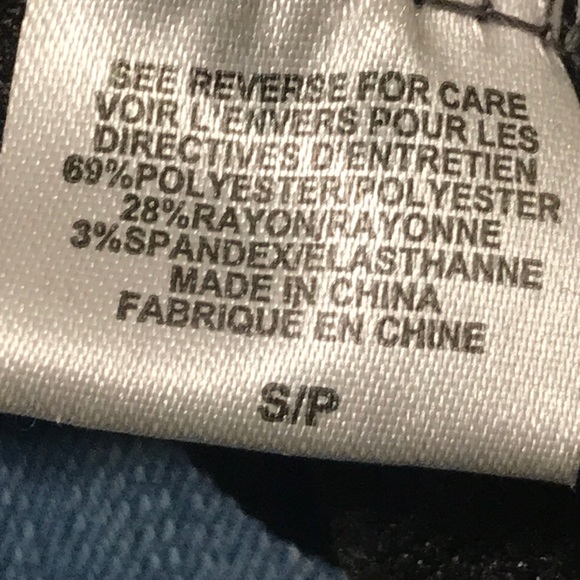 SEE REVERSE FOR CARE
VOIR L'ENVERS POUR LES
DIRECTIVES D'ENTRETIEN
69%POLYESTER/POLYESTER
28%RAYON/RAYONNE
3%SPANDEX/ELASTHANNE
MADE IN CHINA
FABRIQUE EN CHINE
S/P